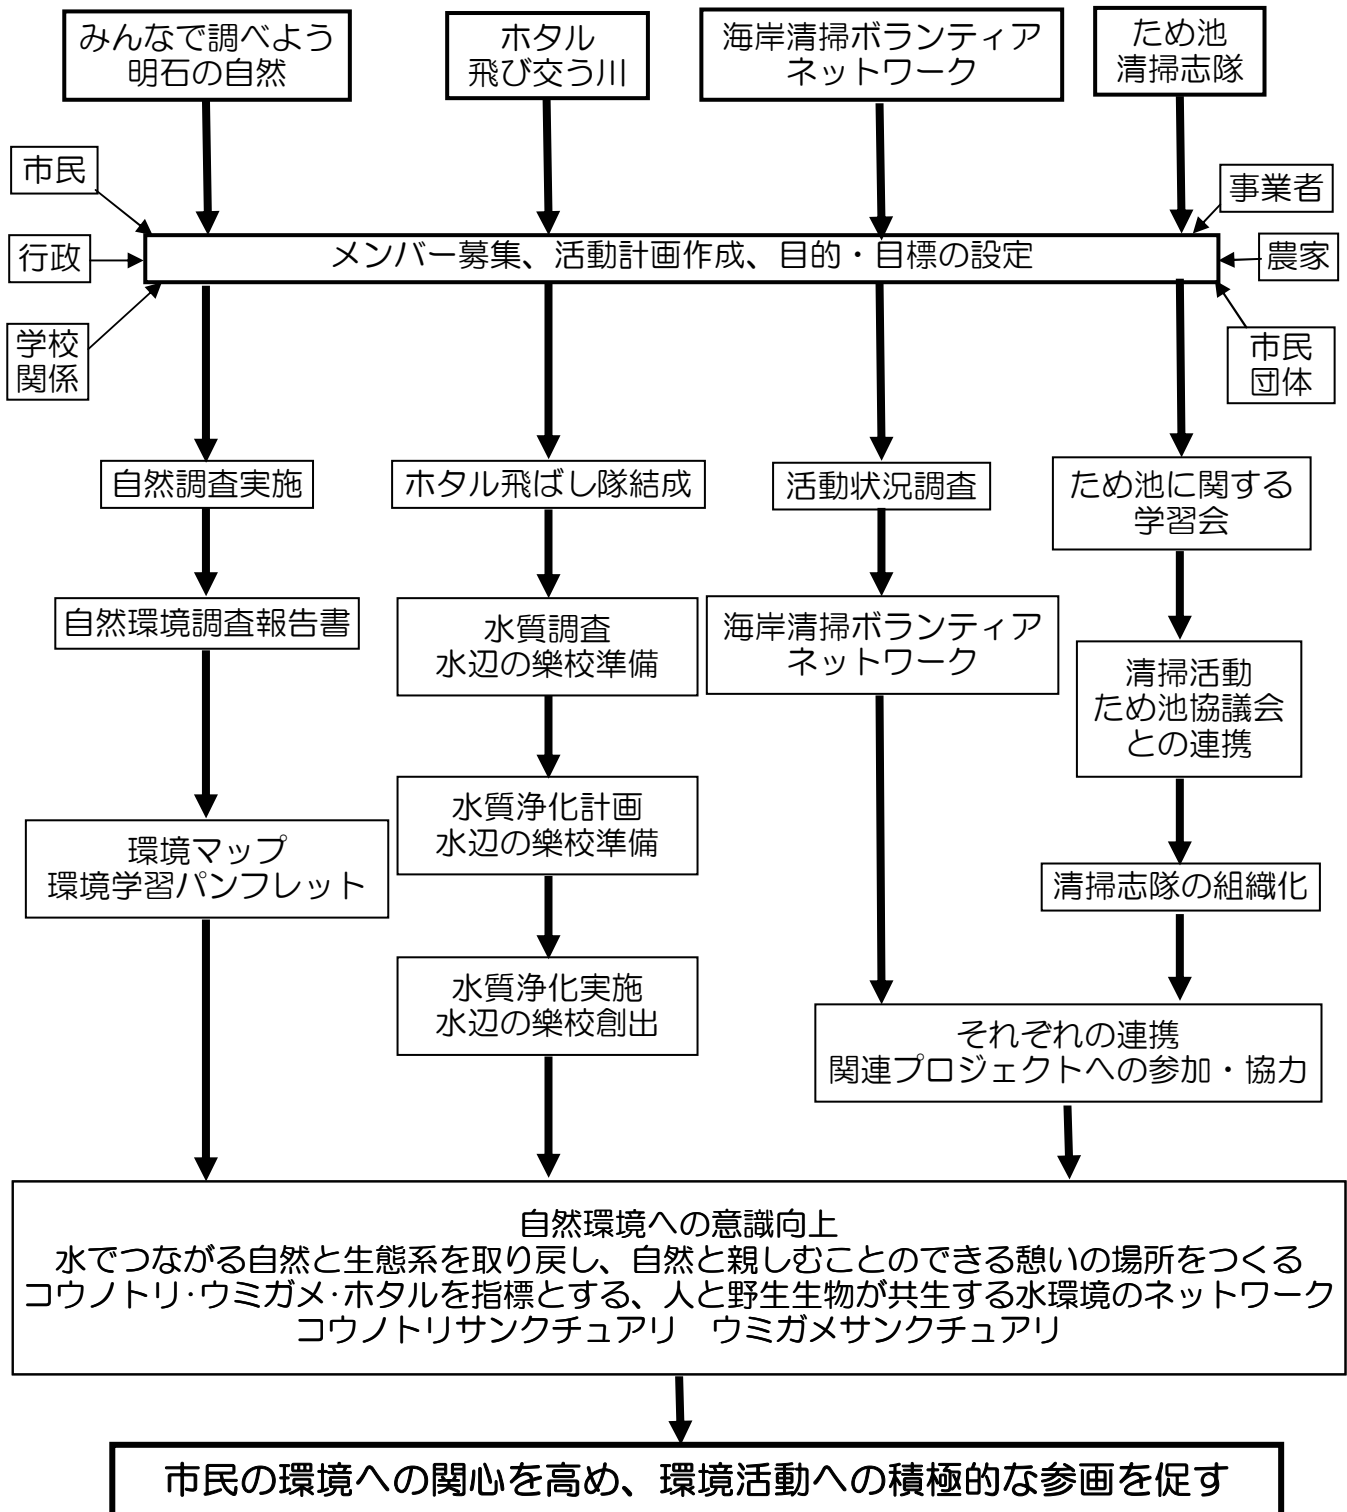 みんなで調べよう
明石の自然
ホタル
飛び交う川
海岸清掃ボランティア
ネットワーク
ため池
清掃志隊
市民
事業者
行政
メンバー募集、活動計画作成、目的・目標の設定
農家
学校
関係
市民
団体
自然調査実施
ホタル飛ばし隊結成
活動状況調査
ため池に関する
学習会
自然環境調査報告書
水質調査
水辺の樂校準備
海岸清掃ボランティア
ネットワーク
清掃活動
ため池協議会
との連携
環境マップ
環境学習パンフレット
水質浄化計画
水辺の樂校準備
清掃志隊の組織化
水質浄化実施
水辺の樂校創出
それぞれの連携
関連プロジェクトへの参加・協力
自然環境への意識向上
水でつながる自然と生態系を取り戻し、自然と親しむことのできる憩いの場所をつくる
コウノトリ・ウミガメ・ホタルを指標とする、人と野生生物が共生する水環境のネットワーク
コウノトリサンクチュアリ　ウミガメサンクチュアリ
市民の環境への関心を高め、環境活動への積極的な参画を促す